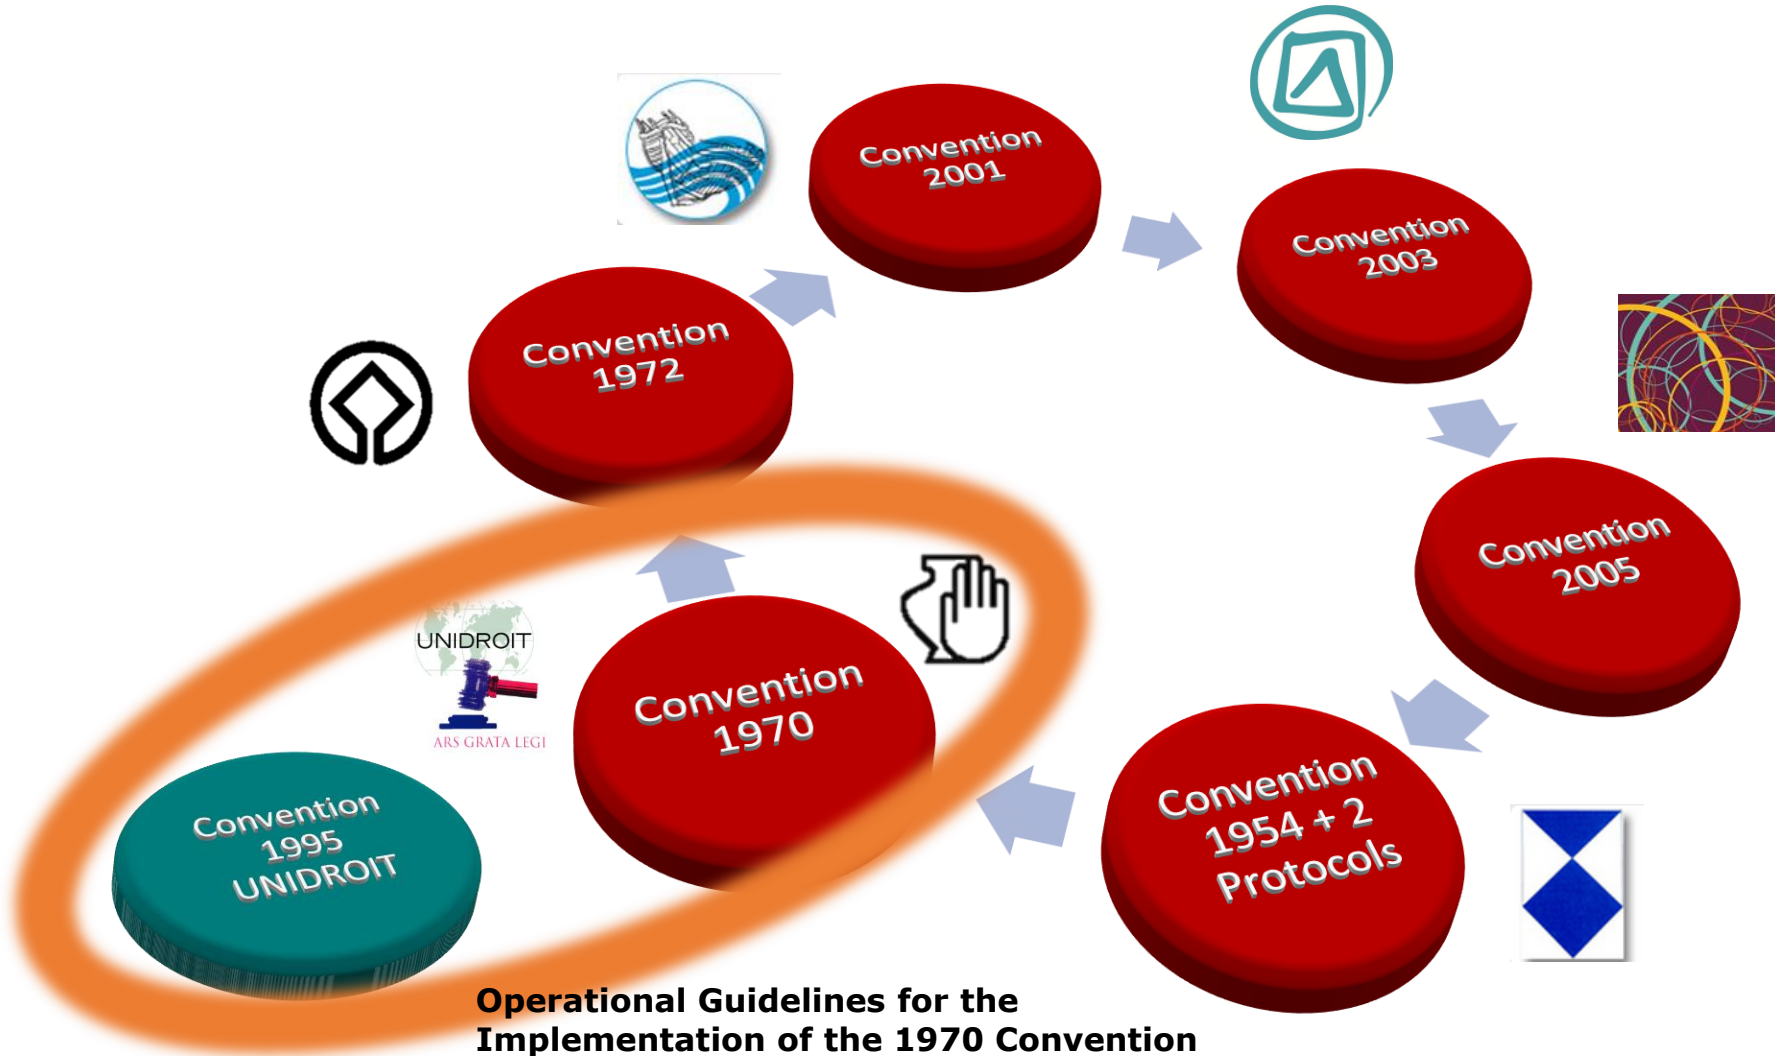 Convention
2001
Convention
2003
Convention
1972
Convention
2005
UNIDROIT
ARS GRATA LEGI
Convention
1970
Convention
1954 + 2
Protocols
Convention
1995
UNIDROIT
Operational Guidelines for the
Implementation of the 1970 Convention